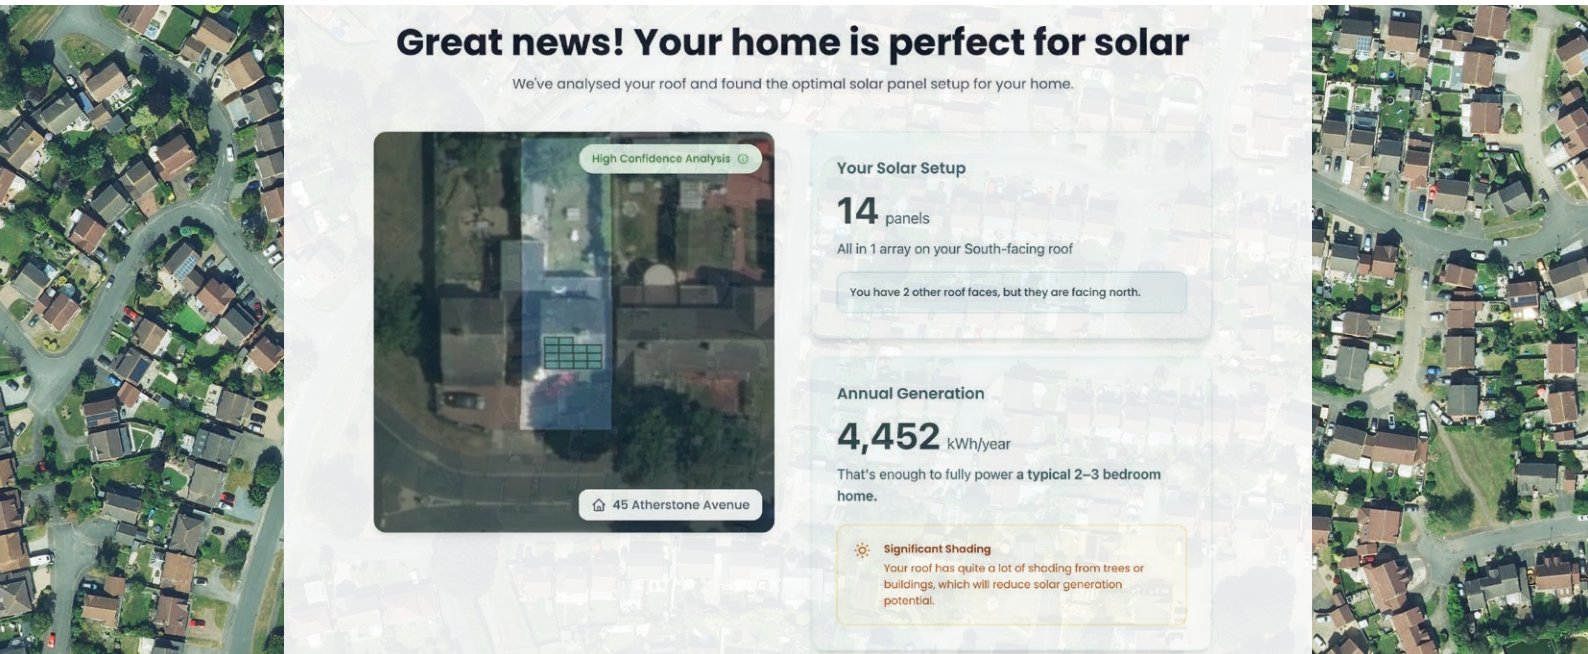 Great news! Your home is perfect for solar
We've analysed your roof and found the optimal solar panel setup for your home.
High Confidence Analysis
45 Atherstone Avenue
Your Solar Setup
14 panels
All in 1 array on your South-facing roof
You have 2 other roof faces, but they are facing north.
Annual Generation
4,452 kWh/year
That's enough to fully power a typical 2–3 bedroom
home.
Significant Shading
Your roof has quite a lot of shading from trees or
buildings, which will reduce solar generation
potential.